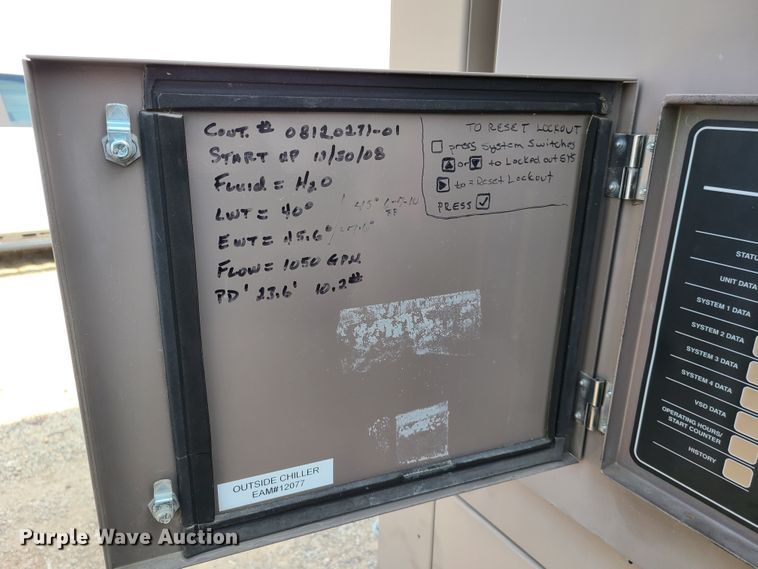 CONT. # 08120271-01
START UP 11/30/08
FLUID = H2O
LWT = 40° / 45°
EWT = 45.6° /
FLOW = 1050 GPM
PD' 23.6' 10.2#
TO RESET LOCKOUT
□ press system switches
▲ or ▼ to Locked out SYS
▶ to = Reset Lockout
PRESS ✓
OUTSIDE CHILLER
EAM#12077
STATU
UNIT DATA
SYSTEM 1 DATA
SYSTEM 2 DATA
SYSTEM 3 DATA
SYSTEM 4 DATA
VSD DATA
OPERATING HOURS/
START COUNTER
HISTORY
Purple Wave Auction